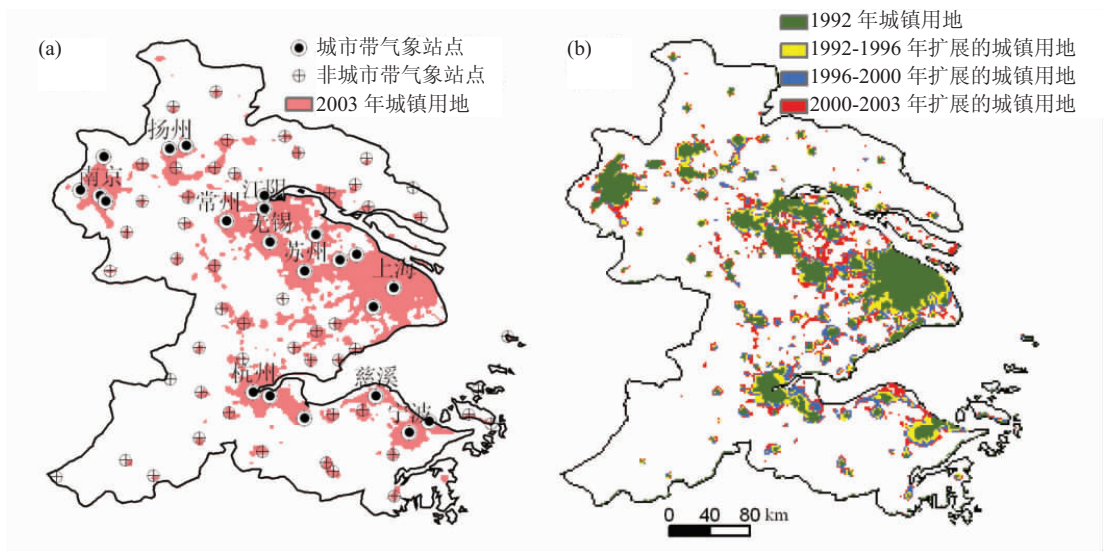 (a)
城市带气象站点
非城市带气象站点
2003 年城镇用地
扬州
南京
江阴
常州
无锡
苏州
上海
杭州
慈溪
宁波
(b)
1992 年城镇用地
1992-1996 年扩展的城镇用地
1996-2000 年扩展的城镇用地
2000-2003 年扩展的城镇用地
0 40 80 km